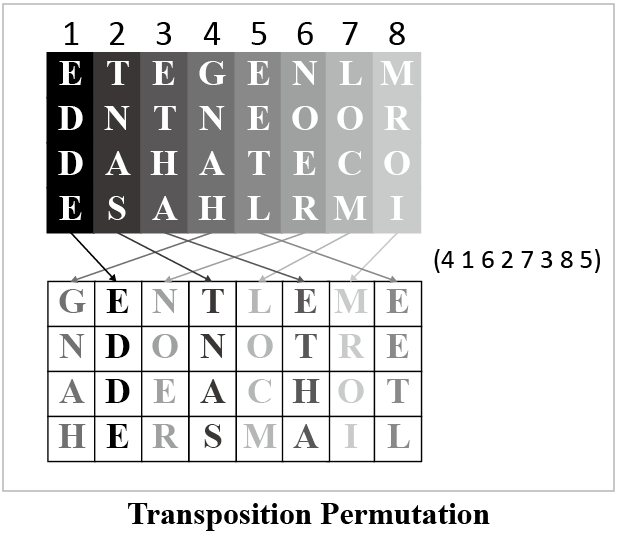 1 2 3 4 5 6 7 8
E T E G E N L M
D N T N E O O R
D A H A T E C O
E S A H L R M I
(4 1 6 2 7 3 8 5)
G E N T L E M E
N D O N O T R E
A D E A C H O T
H E R S M A I L
Transposition Permutation